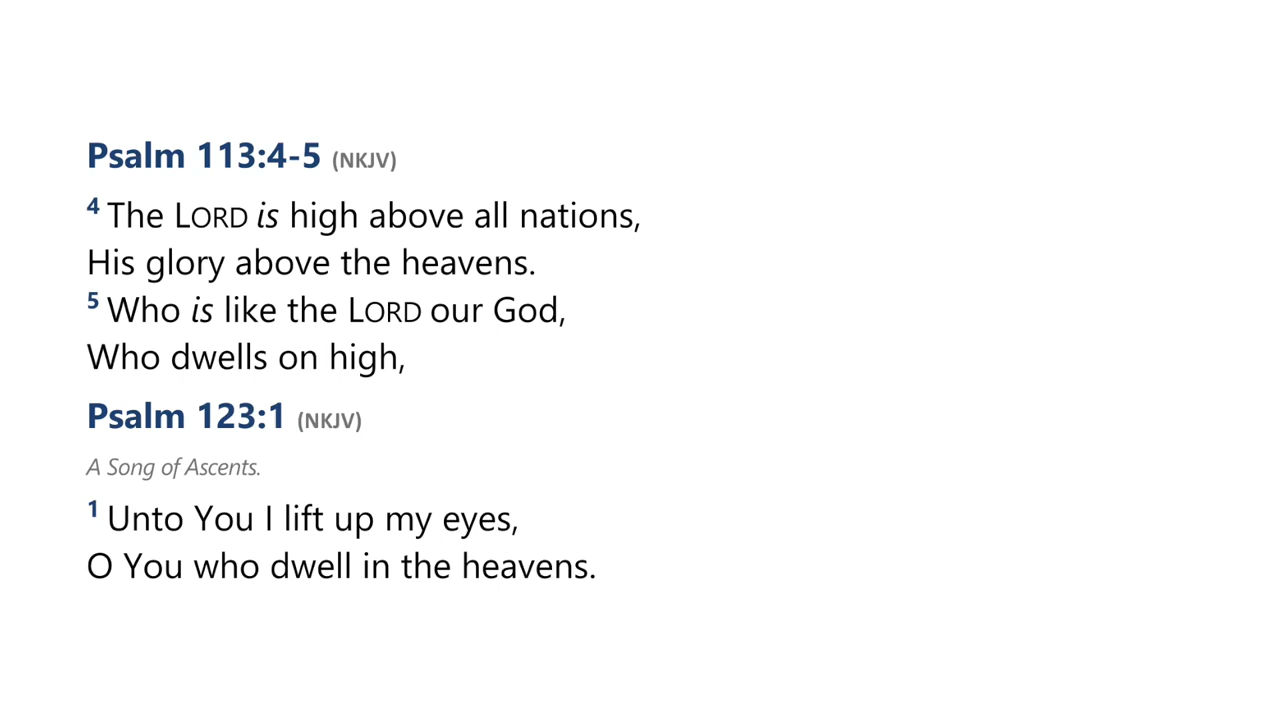 Psalm 113:4-5 (NKJV)
4 The LORD is high above all nations,
His glory above the heavens.
5 Who is like the LORD our God,
Who dwells on high,
Psalm 123:1 (NKJV)
A Song of Ascents.
1 Unto You I lift up my eyes,
O You who dwell in the heavens.